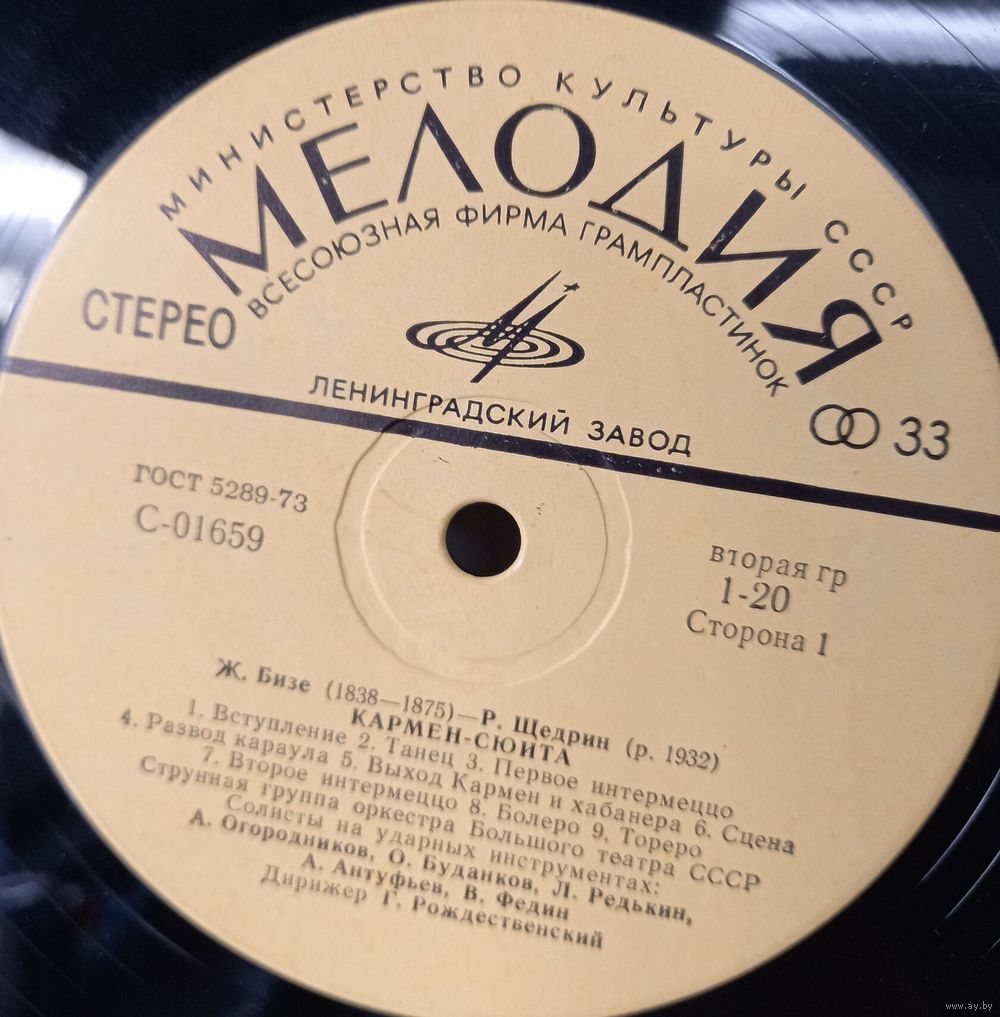 МИНИСТЕРСТВО КУЛЬТУРЫ СССР
МЕЛОДИЯ
ВСЕСОЮЗНАЯ ФИРМА ГРАМПЛАСТИНОК
СТЕРЕО
ЛЕНИНГРАДСКИЙ ЗАВОД
33
ГОСТ 5289-73
С-01659
вторая гр
1-20
Сторона 1
Ж. Бизе (1838—1875)—Р. Щедрин (р. 1932)
КАРМЕН-СЮИТА
1. Вступление 2. Танец 3. Первое интермеццо
4. Развод караула 5. Выход Кармен и хабанера 6. Сцена
7. Второе интермеццо 8. Болеро 9. Тореро
Струнная группа оркестра Большого театра СССР
Солисты на ударных инструментах:
А. Огородников, О. Буданков, Л. Редькин,
А. Антуфьев, В. Федин
Дирижер Г. Рождественский
www.ay.by